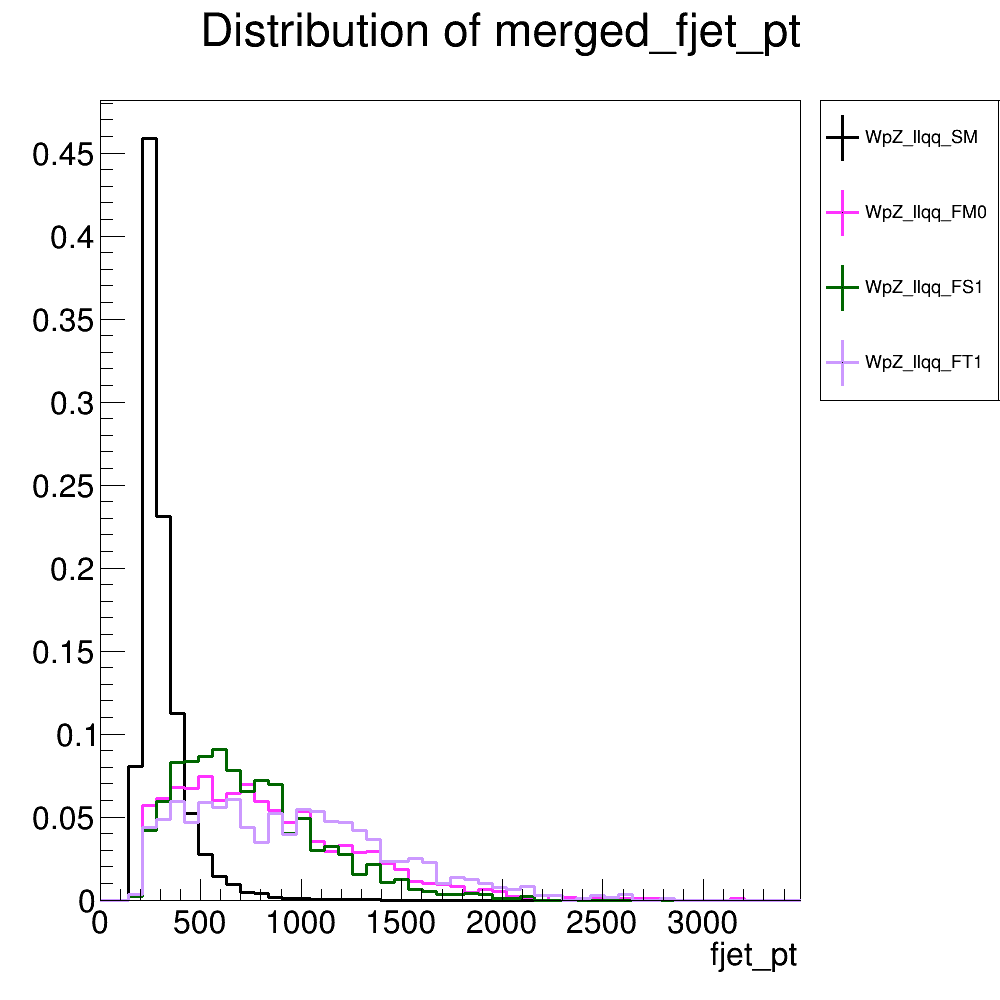 Distribution of merged_fjet_pt
WpZ_llqq_SM
WpZ_llqq_FM0
WpZ_llqq_FS1
WpZ_llqq_FT1
0.45
0.4
0.35
0.3
0.25
0.2
0.15
0.1
0.05
0
0 500 1000 1500 2000 2500 3000
fjet_pt